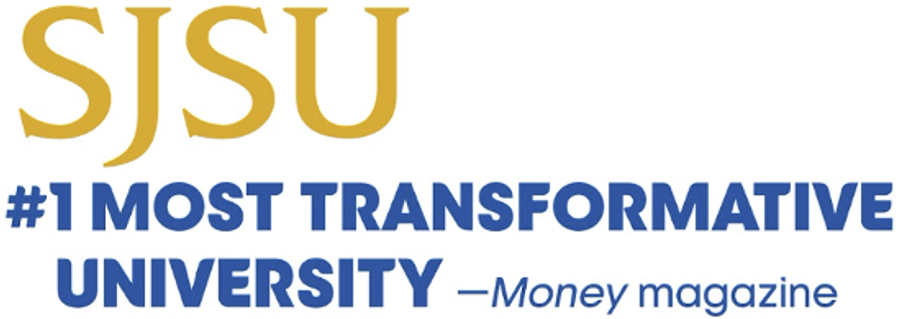 SJSU
#1 MOST TRANSFORMATIVE
UNIVERSITY —Money magazine